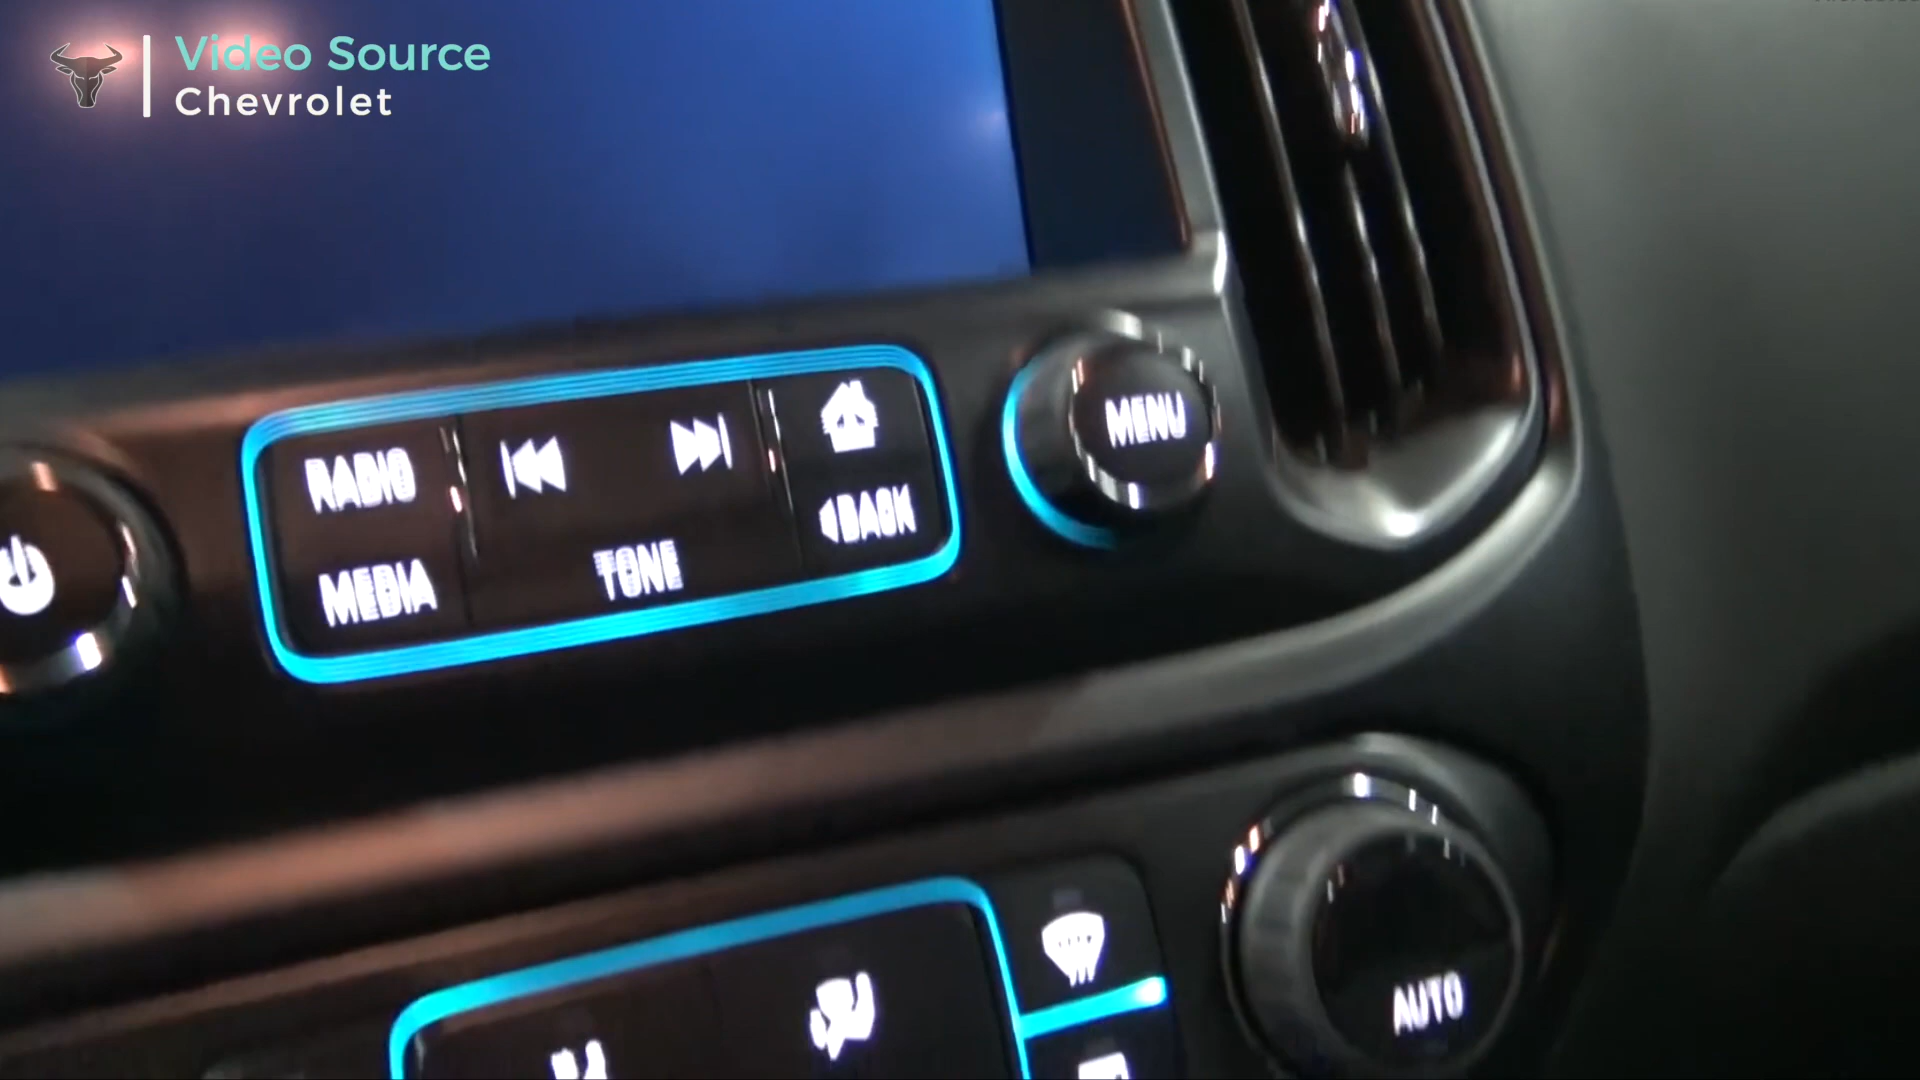 Video Source
Chevrolet
RADIO
MENU
BACK
MEDIA
TONE
AUTO